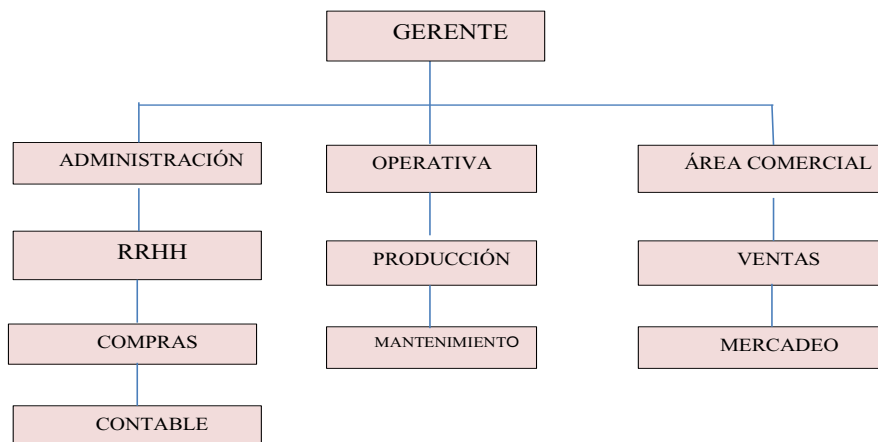 GERENTE
ADMINISTRACIÓN
OPERATIVA
ÁREA COMERCIAL
RRHH
PRODUCCIÓN
VENTAS
COMPRAS
MANTENIMIENTO
MERCADEO
CONTABLE